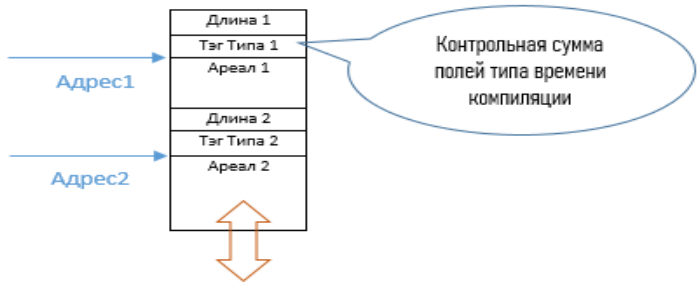 Длина 1
Тэг Типа 1
Ареал 1
Адрес1
Контрольная сумма
полей типа времени
компиляции
Длина 2
Тэг Типа 2
Ареал 2
Адрес2